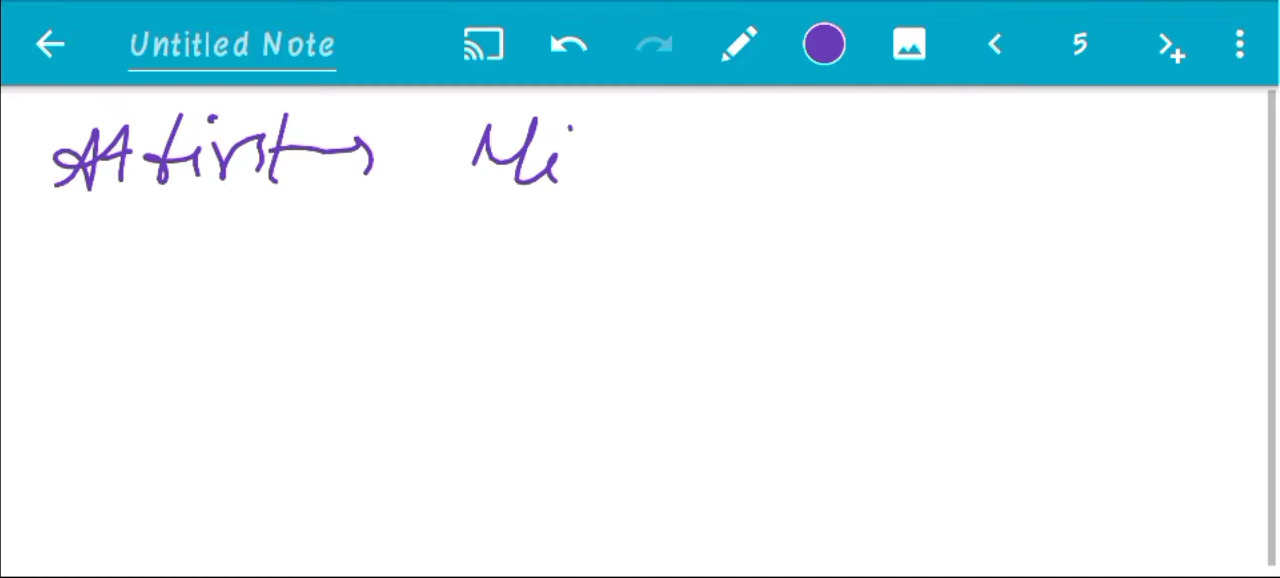 Untitled Note 5
At first → Mi